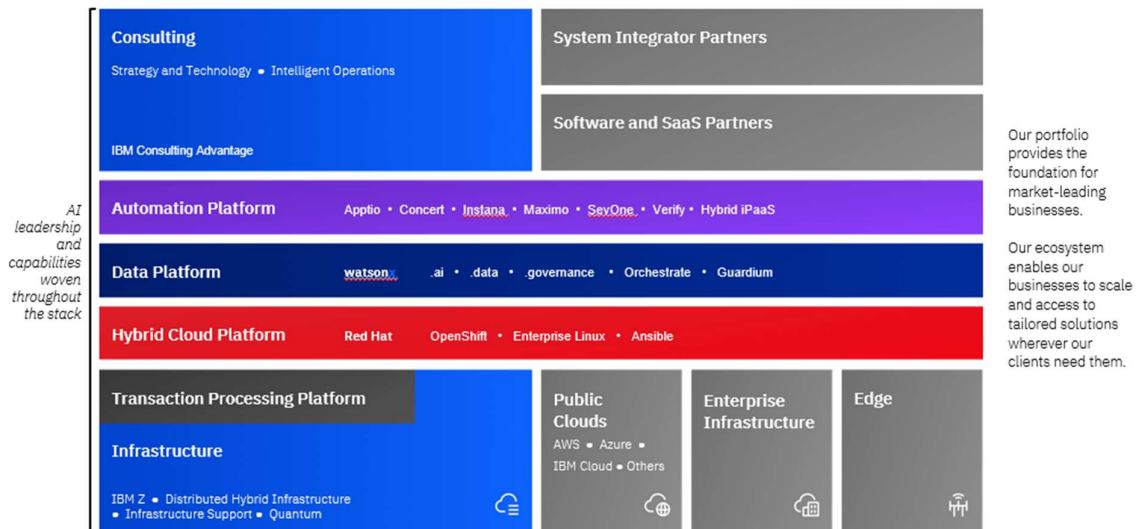 AI
leadership
and
capabilities
woven
throughout
the stack
Consulting
Strategy and Technology • Intelligent Operations
IBM Consulting Advantage
System Integrator Partners
Software and SaaS Partners
Automation Platform Apptio • Concert • Instana • Maximo • SevOne • Verify • Hybrid iPaaS
Data Platform watsonx .ai • .data • .governance • Orchestrate • Guardium
Hybrid Cloud Platform Red Hat OpenShift • Enterprise Linux • Ansible
Transaction Processing Platform
Infrastructure
IBM Z • Distributed Hybrid Infrastructure
• Infrastructure Support • Quantum
Public
Clouds
AWS • Azure •
IBM Cloud • Others
Enterprise
Infrastructure
Edge
Our portfolio
provides the
foundation for
market-leading
businesses.
Our ecosystem
enables our
businesses to scale
and access to
tailored solutions
wherever our
clients need them.